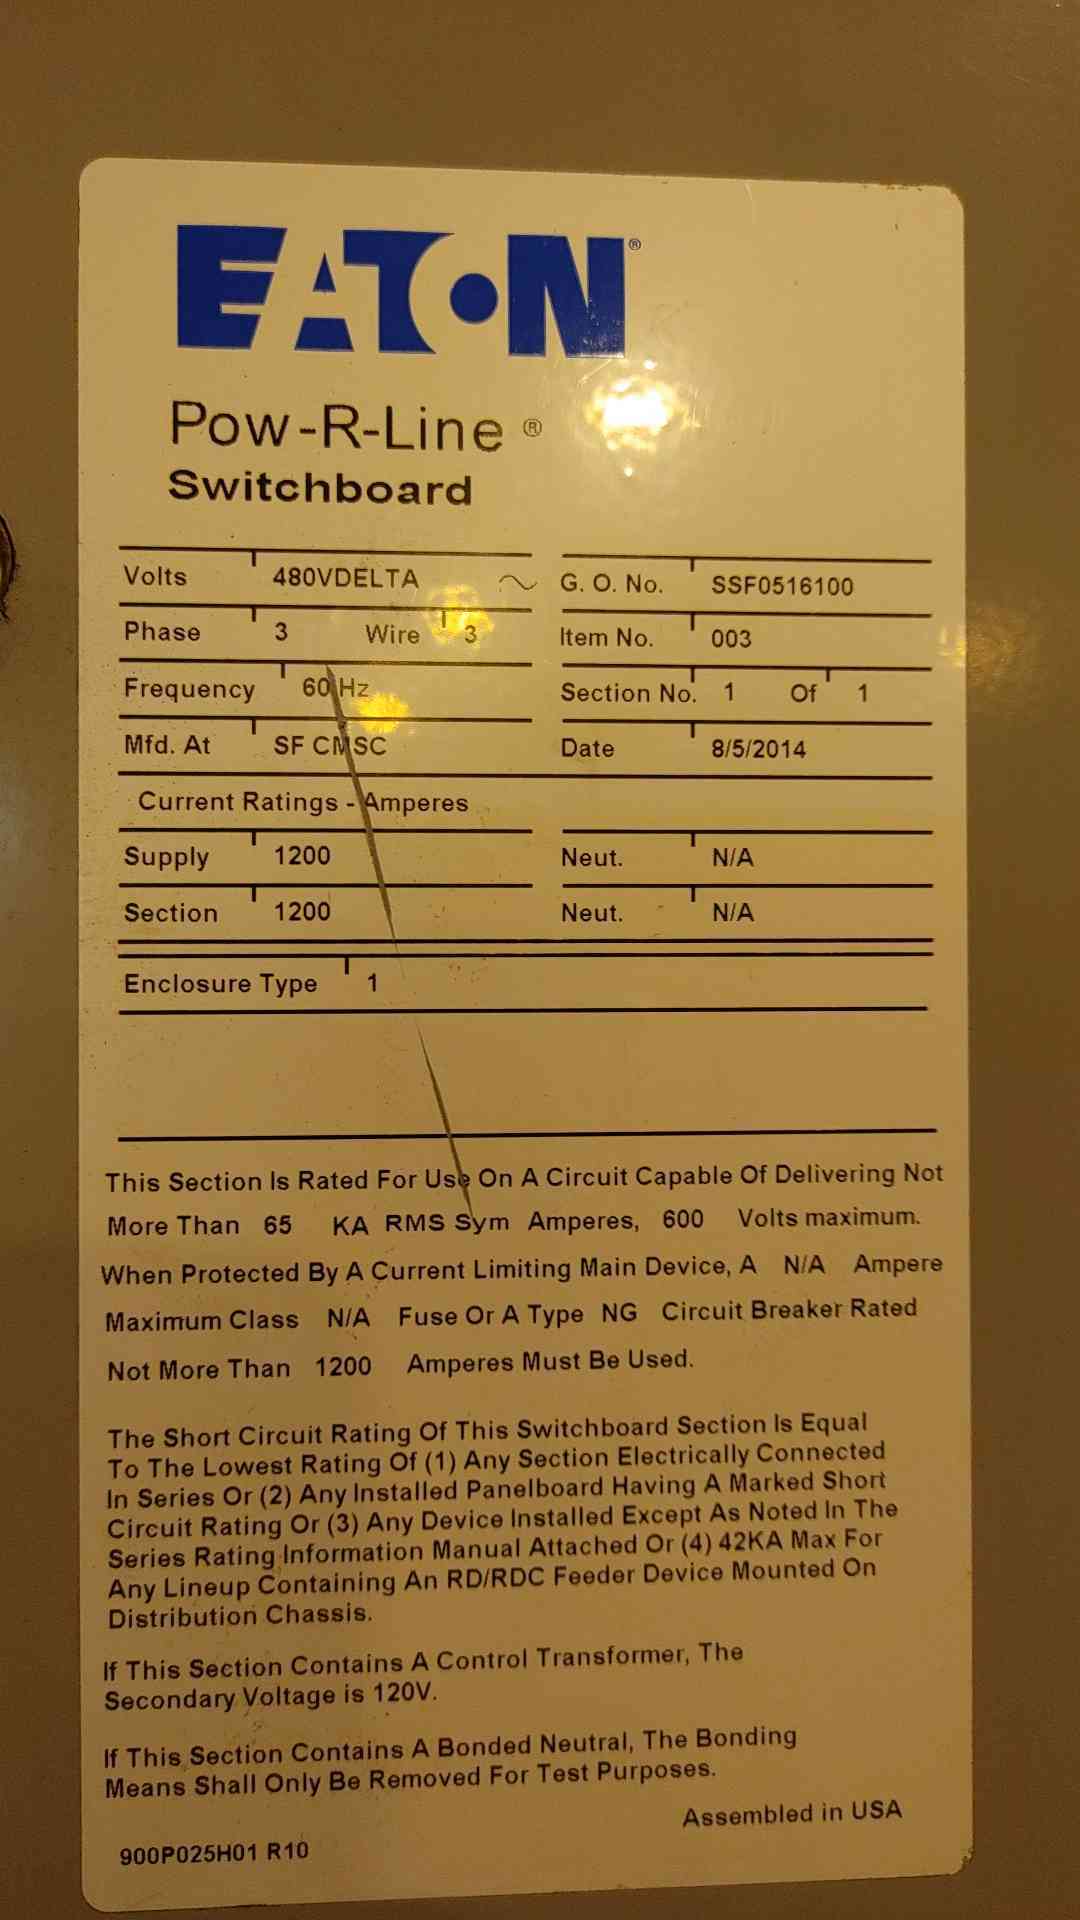 EATON®
Pow-R-Line®
Switchboard
Volts 480VDELTA ~ G. O. No. SSF0516100
Phase 3 Wire 3 Item No. 003
Frequency 60 Hz Section No. 1 Of 1
Mfd. At SF CMSC Date 8/5/2014
Current Ratings - Amperes
Supply 1200 Neut. N/A
Section 1200 Neut. N/A
Enclosure Type 1
This Section Is Rated For Use On A Circuit Capable Of Delivering Not
More Than 65 KA RMS Sym Amperes, 600 Volts maximum.
When Protected By A Current Limiting Main Device, A N/A Ampere
Maximum Class N/A Fuse Or A Type NG Circuit Breaker Rated
Not More Than 1200 Amperes Must Be Used.
The Short Circuit Rating Of This Switchboard Section Is Equal
To The Lowest Rating Of (1) Any Section Electrically Connected
In Series Or (2) Any Installed Panelboard Having A Marked Short
Circuit Rating Or (3) Any Device Installed Except As Noted In The
Series Rating Information Manual Attached Or (4) 42KA Max For
Any Lineup Containing An RD/RDC Feeder Device Mounted On
Distribution Chassis.
If This Section Contains A Control Transformer, The
Secondary Voltage is 120V.
If This Section Contains A Bonded Neutral, The Bonding
Means Shall Only Be Removed For Test Purposes.
Assembled in USA
900P025H01 R10